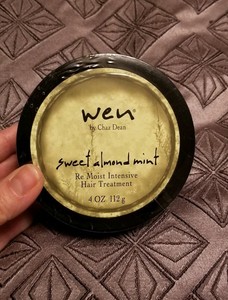 wen®
by Chaz Dean
sweet almond mint
Re Moist Intensive
Hair Treatment
4 OZ 112 g